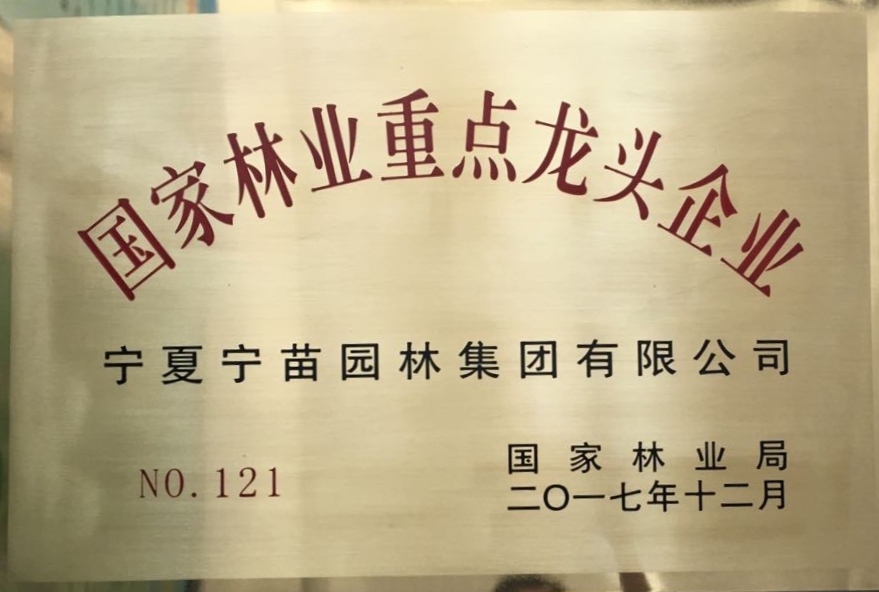 国家林业重点龙头企业
宁夏宁苗园林集团有限公司
NO.121
国家林业局
二〇一七年十二月